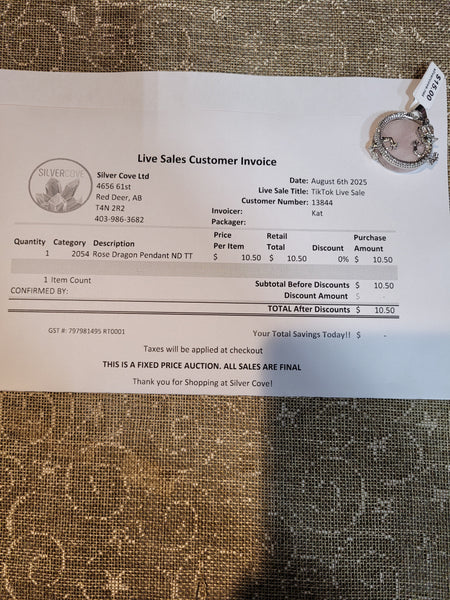 $15.00
Live Sales Customer Invoice
SILVERCOVE
Silver Cove Ltd
4656 61st
Red Deer, AB
T4N 2R2
403-986-3682
Date: August 6th 2025
Live Sale Title: TikTok Live Sale
Customer Number: 13844
Invoicer: Kat
Packager:
Quantity Category Description Price Per Item Retail Total Discount Purchase Amount
1 2054 Rose Dragon Pendant ND TT $ 10.50 $ 10.50 0% $ 10.50
1 Item Count
Subtotal Before Discounts $ 10.50
CONFIRMED BY:
Discount Amount $ -
TOTAL After Discounts $ 10.50
GST #: 797981495 RT0001
Your Total Savings Today!! $ -
Taxes will be applied at checkout
THIS IS A FIXED PRICE AUCTION. ALL SALES ARE FINAL
Thank you for Shopping at Silver Cove!